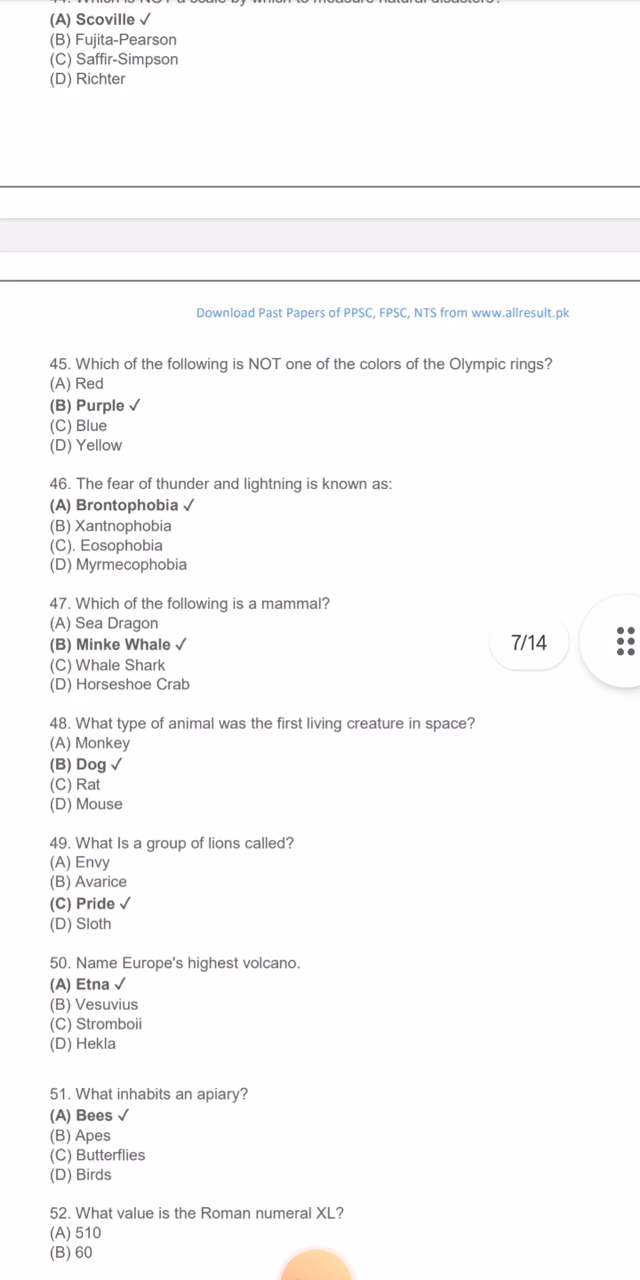 (A) Scoville ✓
(B) Fujita-Pearson
(C) Saffir-Simpson
(D) Richter
Download Past Papers of PPSC, FPSC, NTS from www.allresult.pk
45. Which of the following is NOT one of the colors of the Olympic rings?
(A) Red
(B) Purple ✓
(C) Blue
(D) Yellow
46. The fear of thunder and lightning is known as:
(A) Brontophobia ✓
(B) Xantnophobia
(C). Eosophobia
(D) Myrmecophobia
47. Which of the following is a mammal?
(A) Sea Dragon
(B) Minke Whale ✓
7/14
(C) Whale Shark
(D) Horseshoe Crab
48. What type of animal was the first living creature in space?
(A) Monkey
(B) Dog ✓
(C) Rat
(D) Mouse
49. What Is a group of lions called?
(A) Envy
(B) Avarice
(C) Pride ✓
(D) Sloth
50. Name Europe's highest volcano.
(A) Etna ✓
(B) Vesuvius
(C) Stromboii
(D) Hekla
51. What inhabits an apiary?
(A) Bees ✓
(B) Apes
(C) Butterflies
(D) Birds
52. What value is the Roman numeral XL?
(A) 510
(B) 60